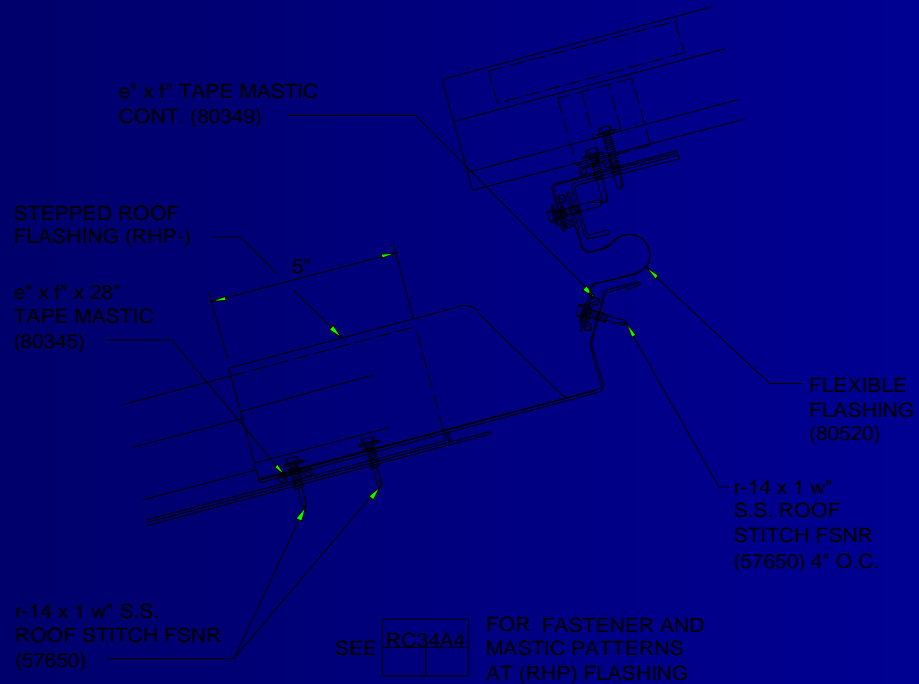 e" x f" TAPE MASTIC
CONT. (80349)
STEPPED ROOF
FLASHING (RHP-)
5"
e" x f" x 28"
TAPE MASTIC
(80345)
FLEXIBLE
FLASHING
(80520)
r-14 x 1 w"
S.S. ROOF
STITCH FSNR
(57650) 4" O.C.
r-14 x 1 w" S.S.
ROOF STITCH FSNR
(57650)
SEE RC34A4 FOR FASTENER AND
MASTIC PATTERNS
AT (RHP) FLASHING